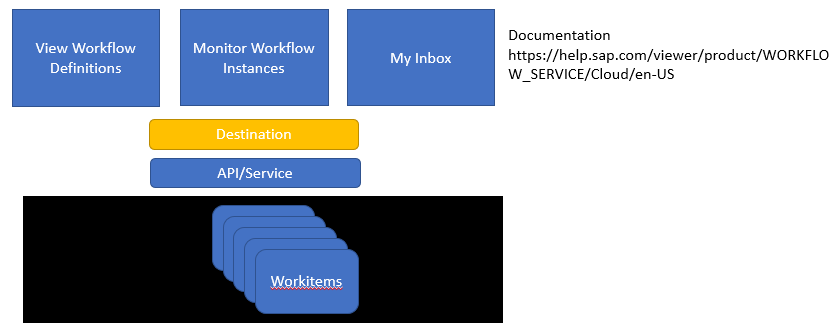 View Workflow
Definitions
Monitor Workflow
Instances
My Inbox
Documentation
https://help.sap.com/viewer/product/WORKFLO
W_SERVICE/Cloud/en-US
Destination
API/Service
Workitems